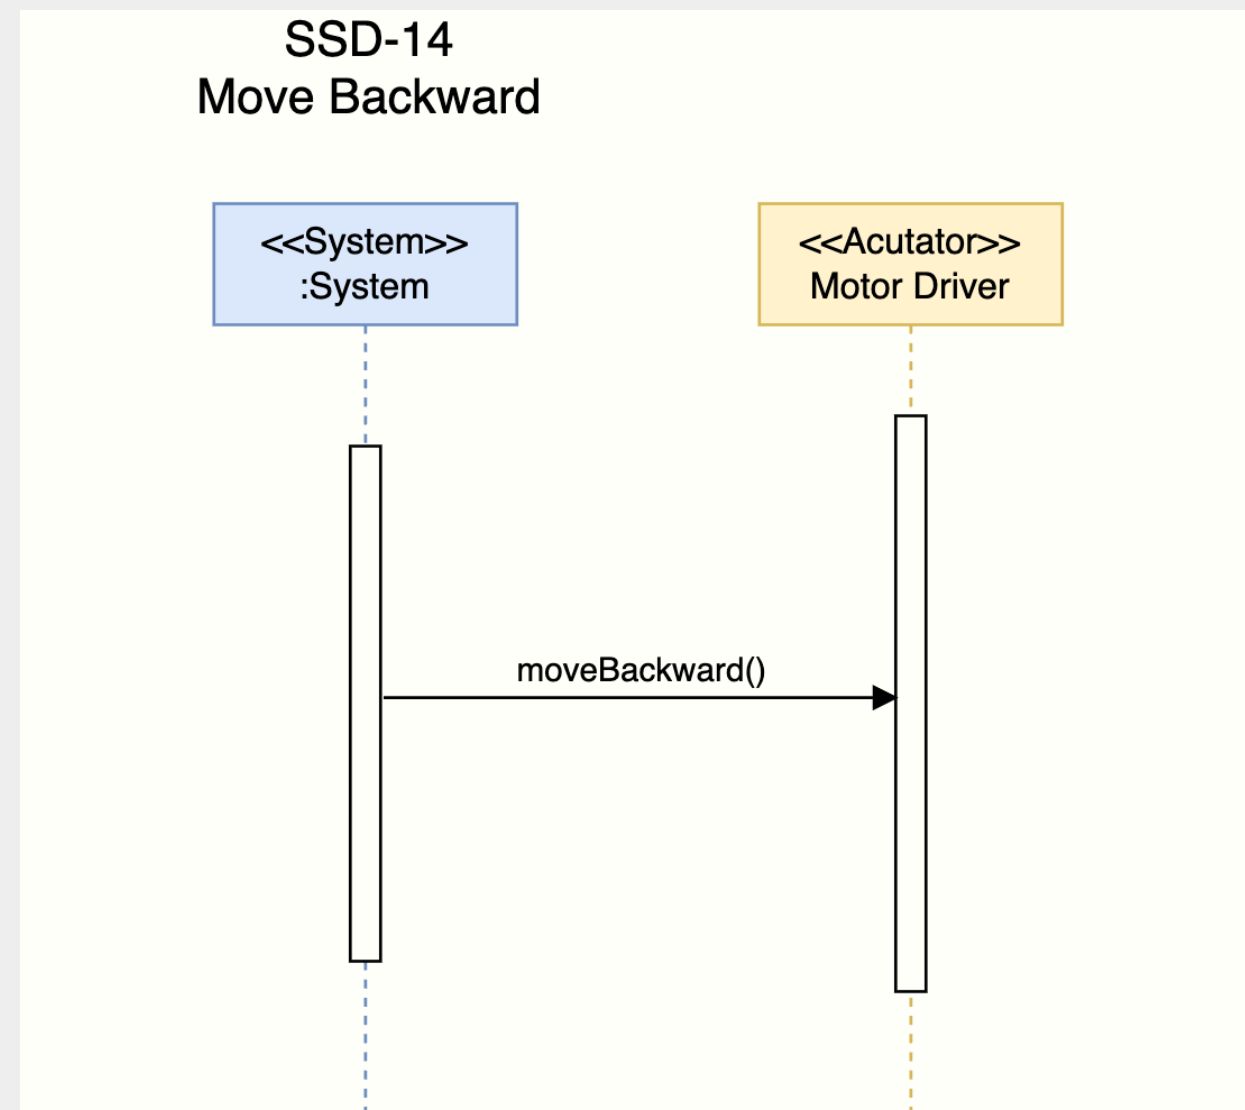 SSD-14
Move Backward
<<System>>
:System
<<Acutator>>
Motor Driver
moveBackward()